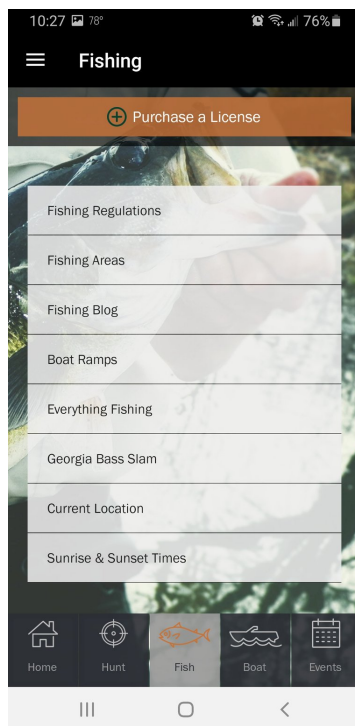 10:27 78° 76%
Fishing
Purchase a License
Fishing Regulations
Fishing Areas
Fishing Blog
Boat Ramps
Everything Fishing
Georgia Bass Slam
Current Location
Sunrise & Sunset Times
Home Hunt Fish Boat Events